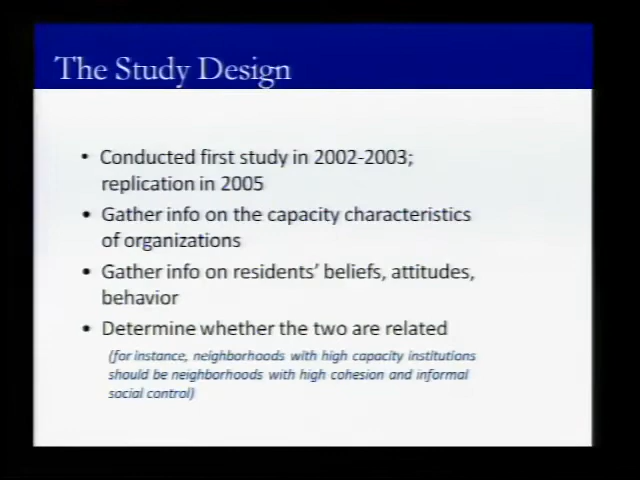 The Study Design
• Conducted first study in 2002-2003;
replication in 2005
• Gather info on the capacity characteristics
of organizations
• Gather info on residents' beliefs, attitudes,
behavior
• Determine whether the two are related
(for instance, neighborhoods with high capacity institutions
should be neighborhoods with high cohesion and informal
social control)